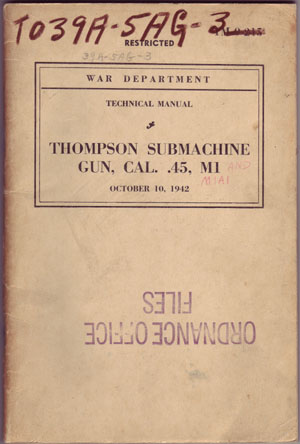 TO39A-5AG-3
RESTRICTED
39A-5AG-3
WAR DEPARTMENT
TECHNICAL MANUAL
THOMPSON SUBMACHINE
GUN, CAL. .45, M1 AND
M1A1
OCTOBER 10, 1942
ORDNANCE OFFICE
FILES